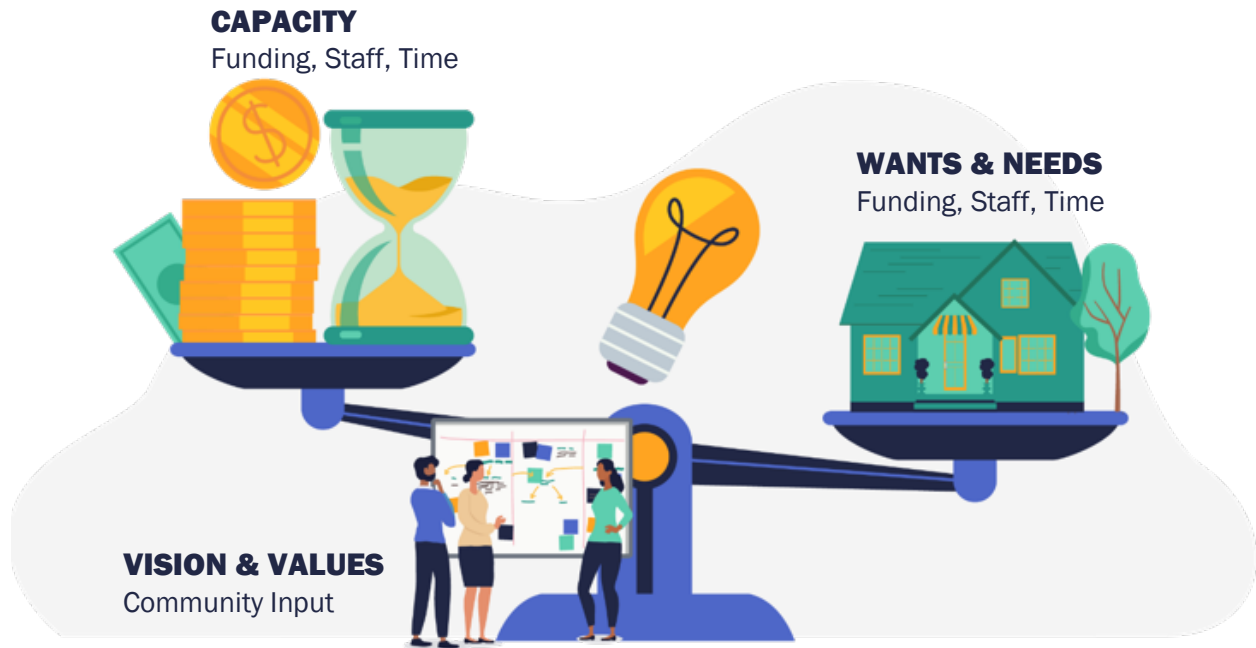 CAPACITY
Funding, Staff, Time
WANTS & NEEDS
Funding, Staff, Time
VISION & VALUES
Community Input